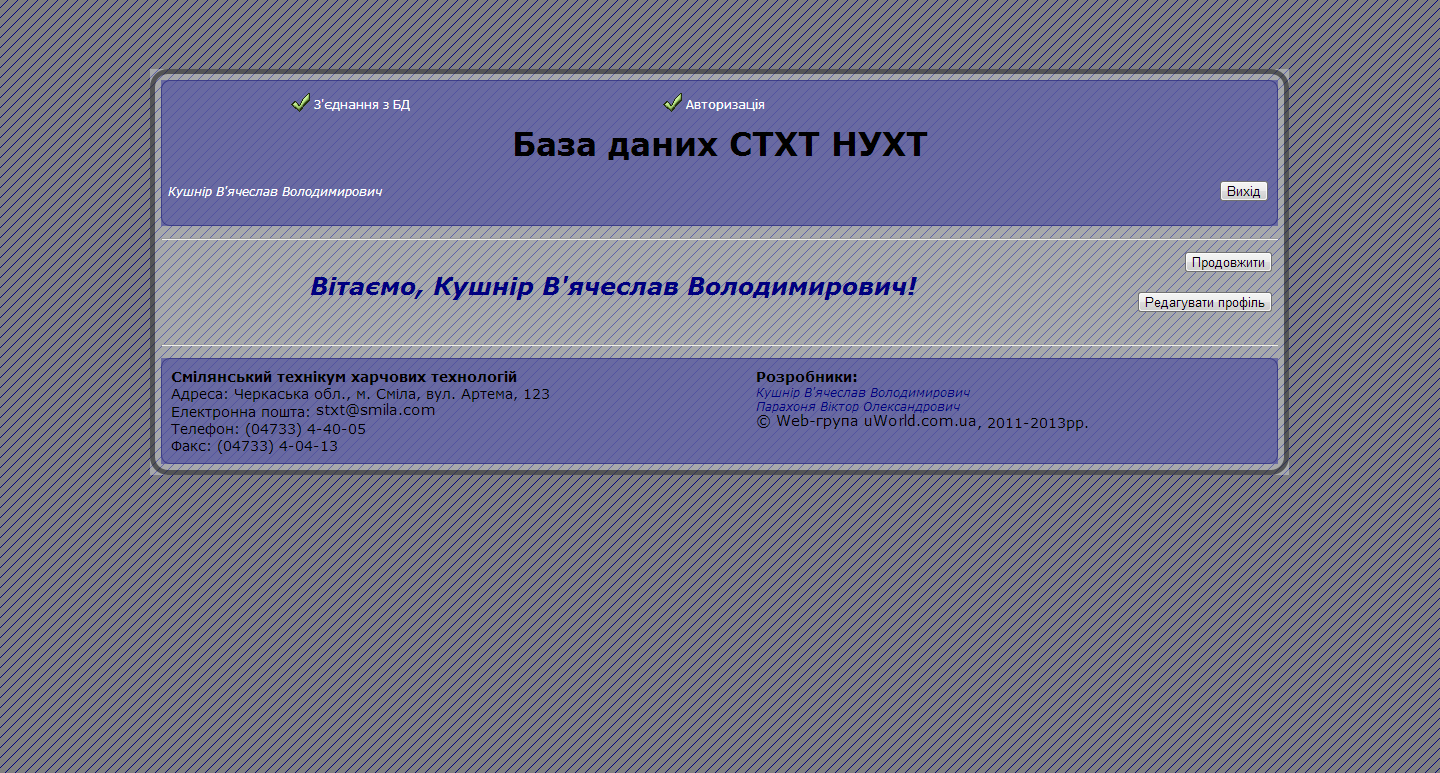 З'єднання з БД
Авторизація
База даних СТХТ НУХТ
Кушнір В'ячеслав Володимирович
Вихід
Продовжити
Вітаємо, Кушнір В'ячеслав Володимирович!
Редагувати профіль
Смілянський технікум харчових технологій
Адреса: Черкаська обл., м. Сміла, вул. Артема, 123
Електронна пошта: stxt@smila.com
Телефон: (04733) 4-40-05
Факс: (04733) 4-04-13
Розробники:
Кушнір В'ячеслав Володимирович
Парахоня Віктор Олександрович
© Web-група uWorld.com.ua, 2011-2013рр.